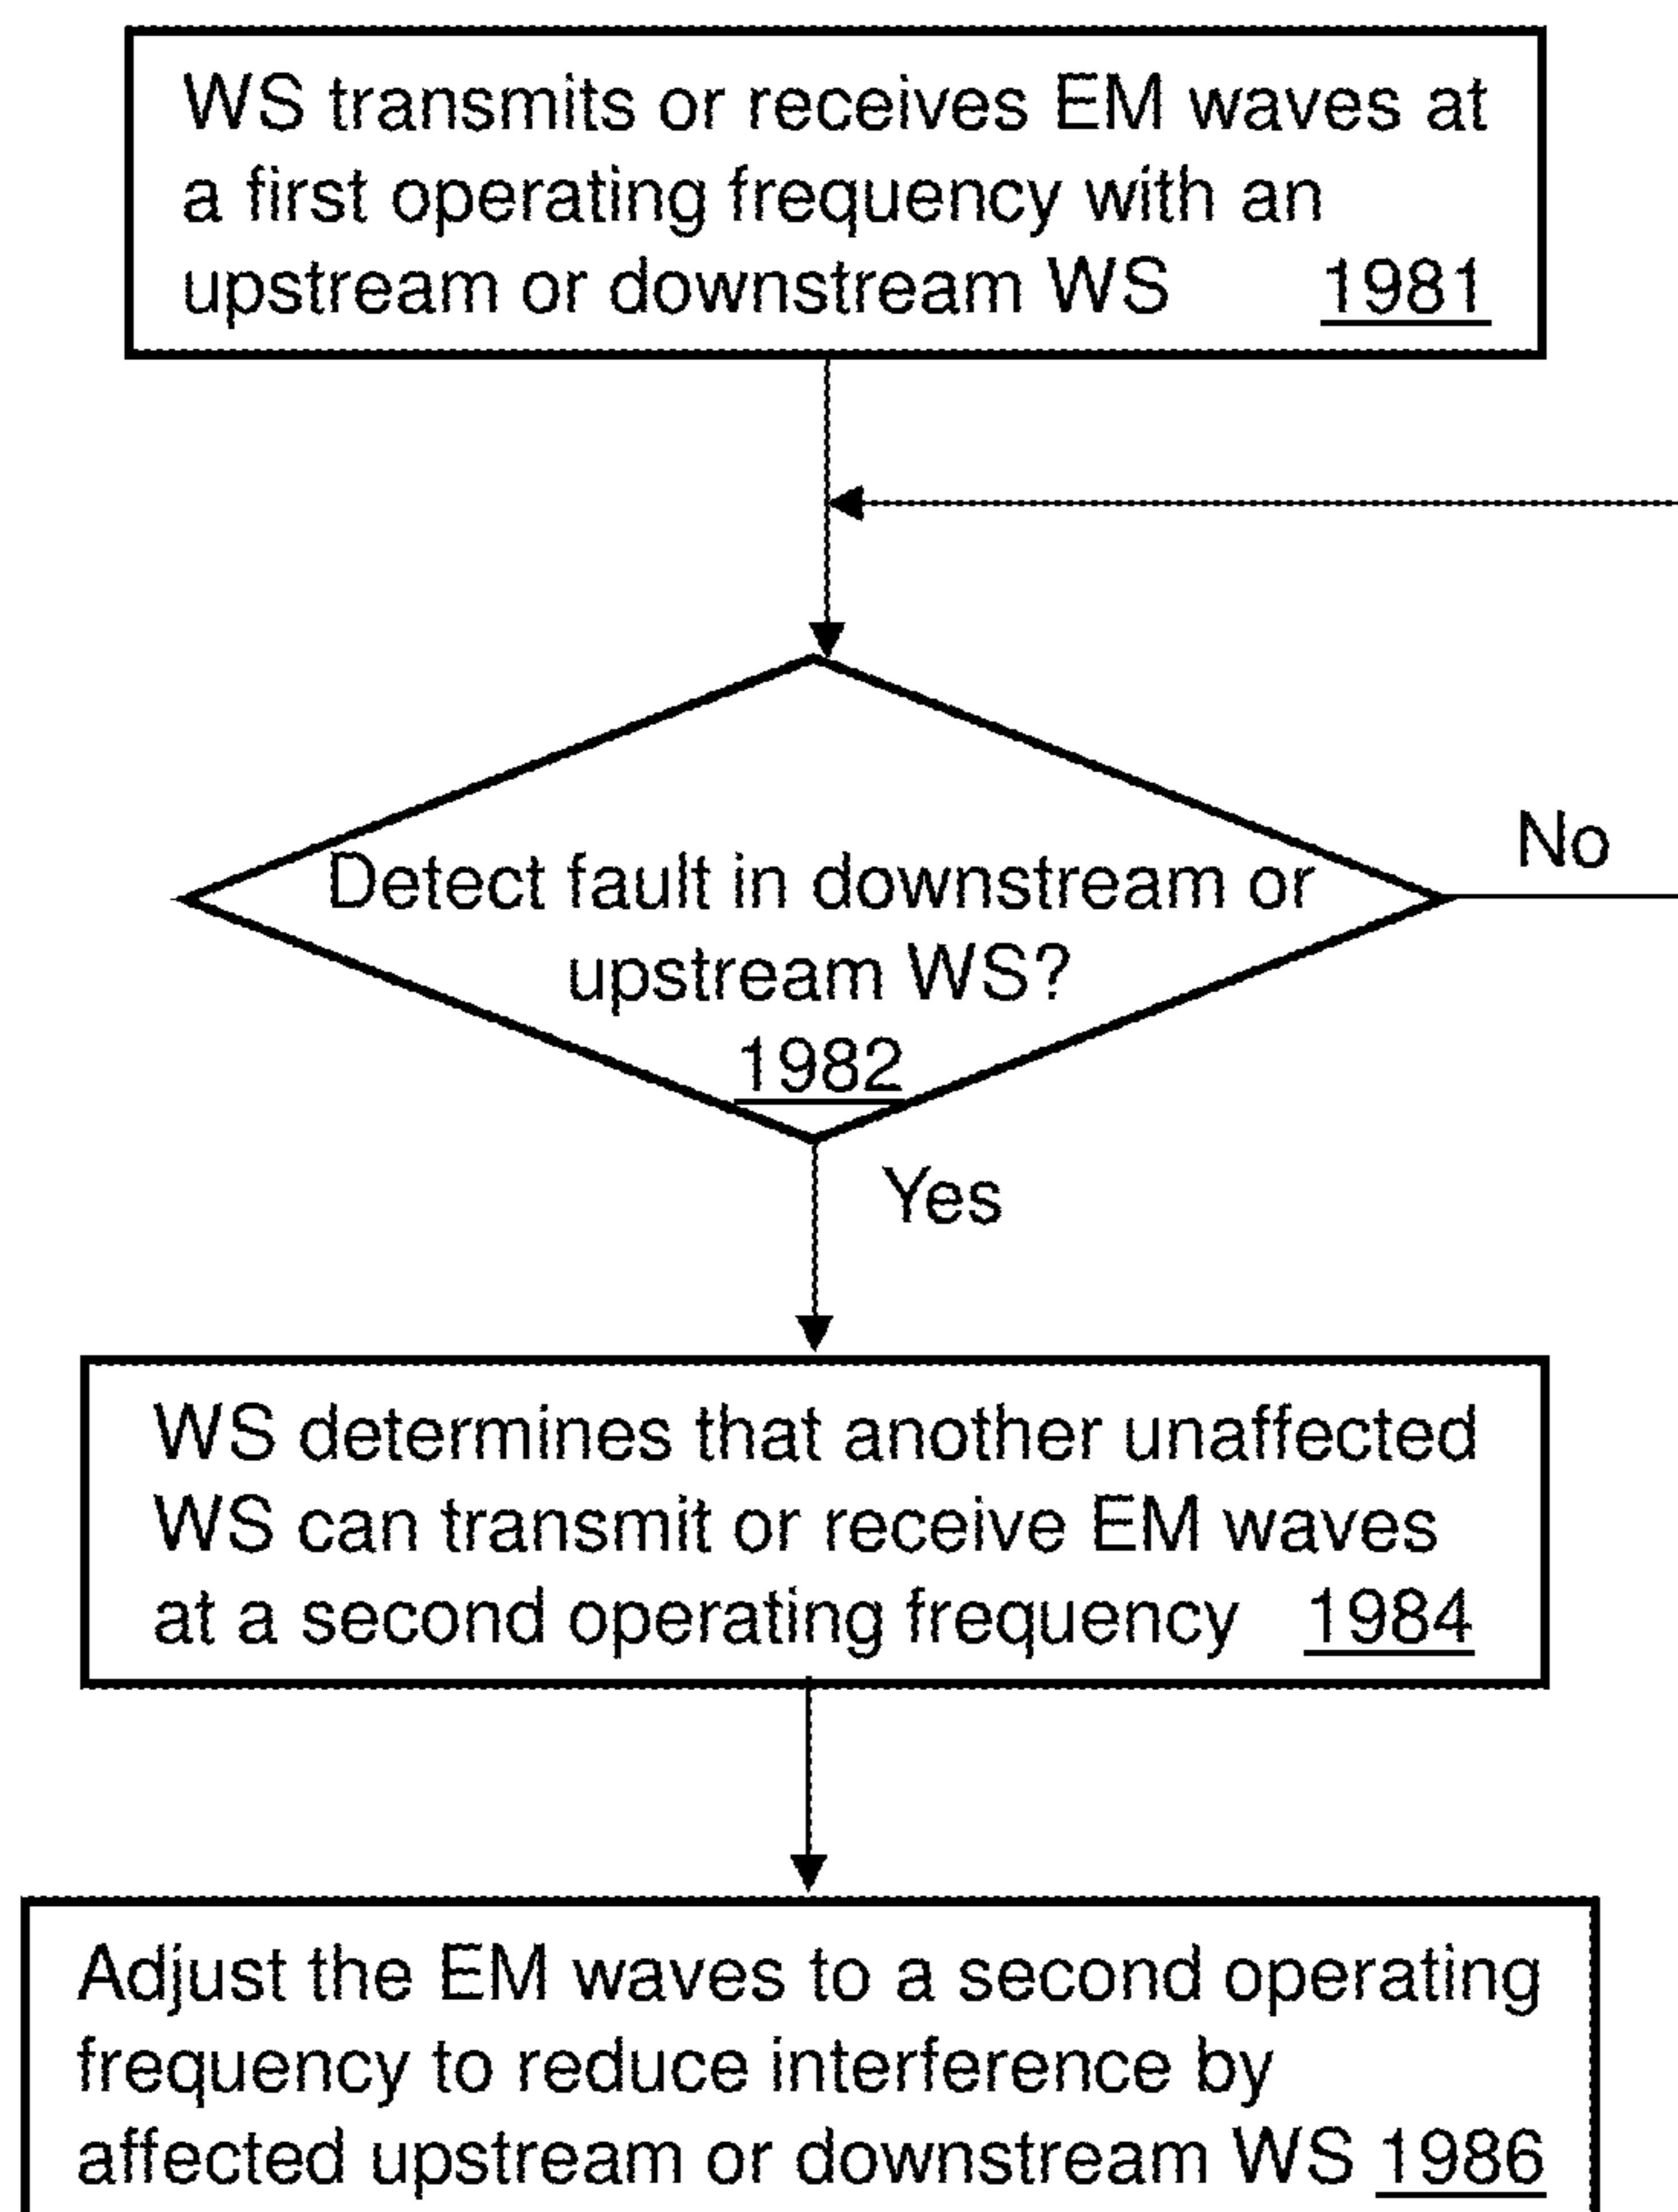 WS transmits or receives EM waves at
a first operating frequency with an
upstream or downstream WS 1981
Detect fault in downstream or
upstream WS?
1982
No
Yes
WS determines that another unaffected
WS can transmit or receive EM waves
at a second operating frequency 1984
Adjust the EM waves to a second operating
frequency to reduce interference by
affected upstream or downstream WS 1986